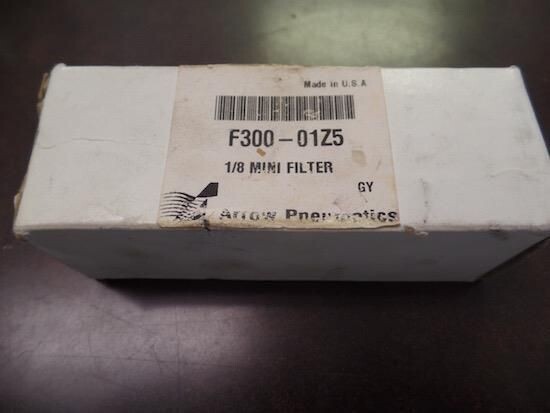 Made in U.S.A
F300-01Z5
1/8 MINI FILTER
GY
Arrow Pneumatics